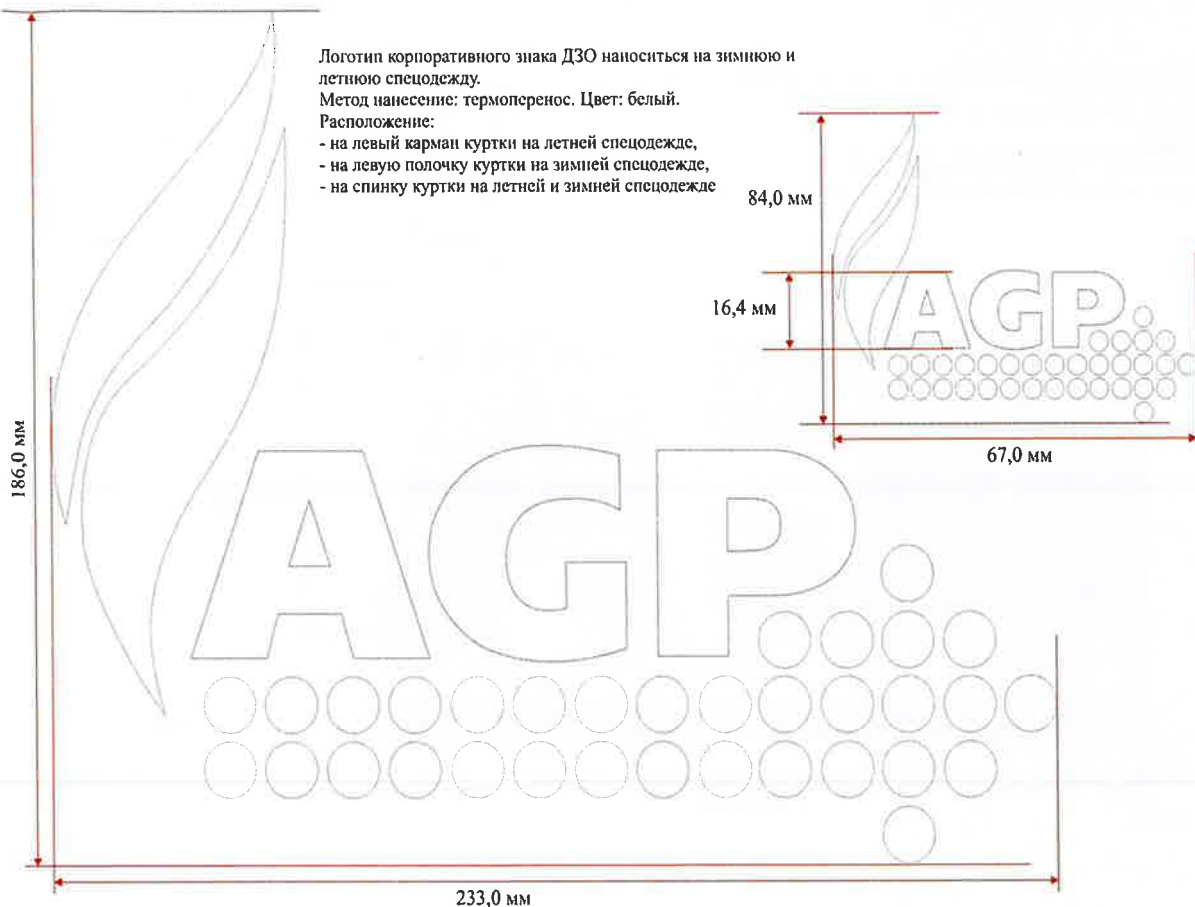 Логотип корпоративного знака ДЗО наноситься на зимнюю и
летнюю спецодежду.
Метод нанесение: термоперенос. Цвет: белый.
Расположение:
- на левый карман куртки на летней спецодежде,
- на левую полочку куртки на зимней спецодежде,
- на спинку куртки на летней и зимней спецодежде
84,0 мм
16,4 мм
AGP
67,0 мм
186,0 мм
AGP
233,0 мм